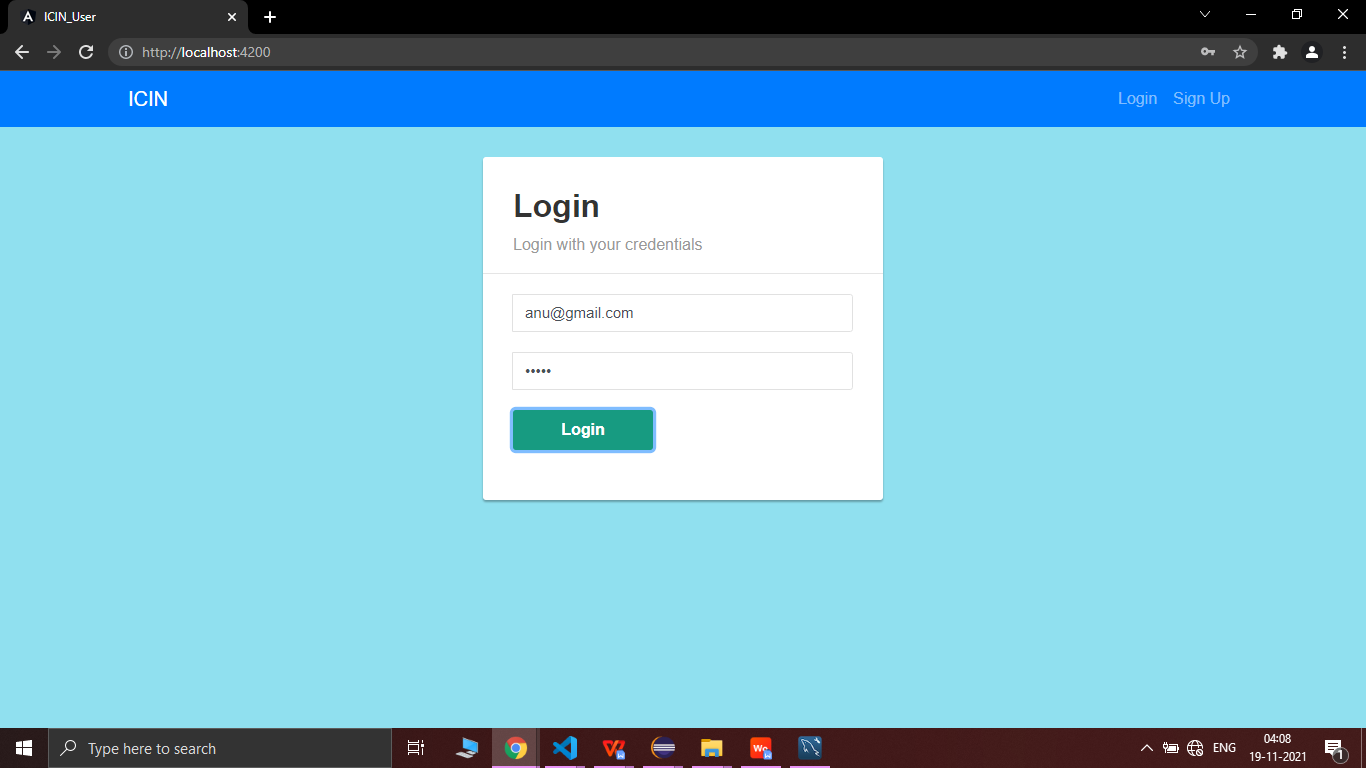 ICIN_User
http://localhost:4200
ICIN
Login Sign Up
Login
Login with your credentials
anu@gmail.com
•••••
Login
Type here to search
ENG
04:08
19-11-2021
1